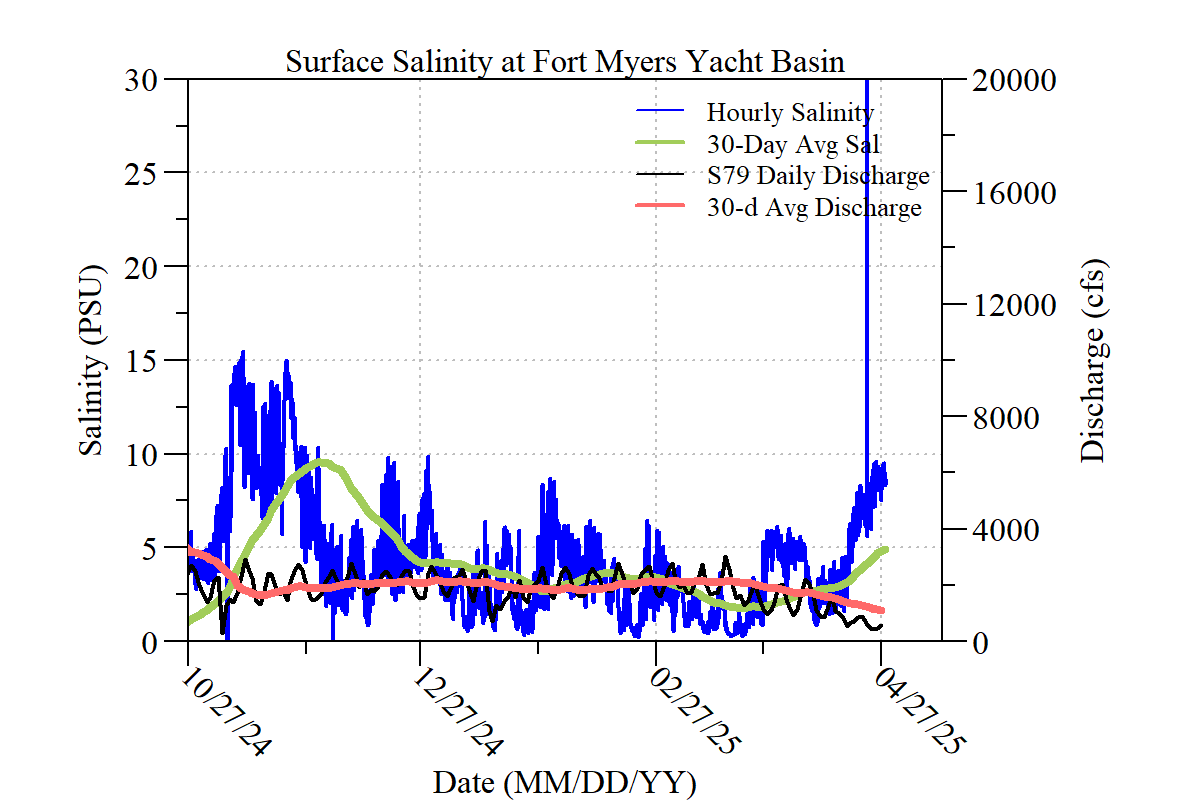 Surface Salinity at Fort Myers Yacht Basin
30
25
20
15
10
5
0
Salinity (PSU)
Hourly Salinity
30-Day Avg Sal
S79 Daily Discharge
30-d Avg Discharge
20000
16000
12000
8000
4000
0
Discharge (cfs)
10/27/24
12/27/24
02/27/25
04/27/25
Date (MM/DD/YY)